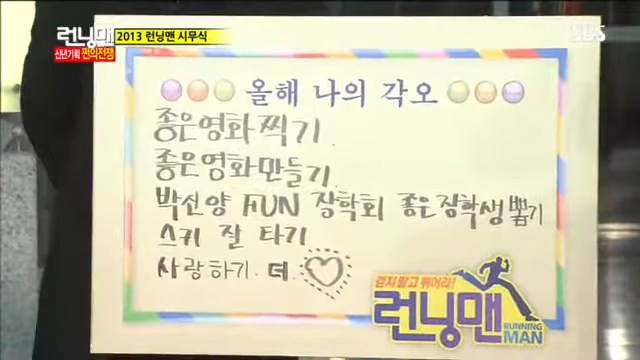 런닝맨
2013 런닝맨 시무식
신년기획 쩐의전쟁
SBS
올해 나의 각오
좋은영화찍기
좋은영화만들기
박신양 FUN 장학회 좋은장학생뽑기
스키 잘 타기
사랑하기 더
걷지말고 뛰어라!
런닝맨
RUNNING
MAN